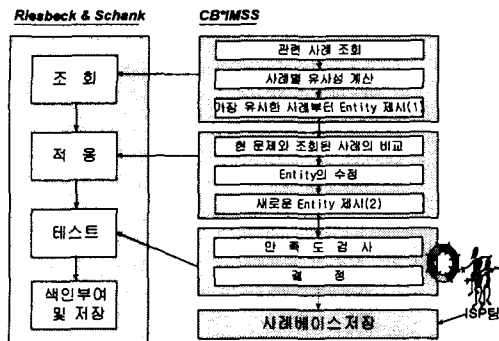 Riesbeck & Schank
CB*IMSS
조 회
적 응
테스트
색인부여
및 저장
관련 사례 조회
사례별 유사성 계산
가장 유사한 사례부터 Entity 제시(1)
현 문제와 조회된 사례의 비교
Entity의 수정
새로운 Entity 제시(2)
만 족 도 검 사
결 정
사례베이스저장
ISP팀